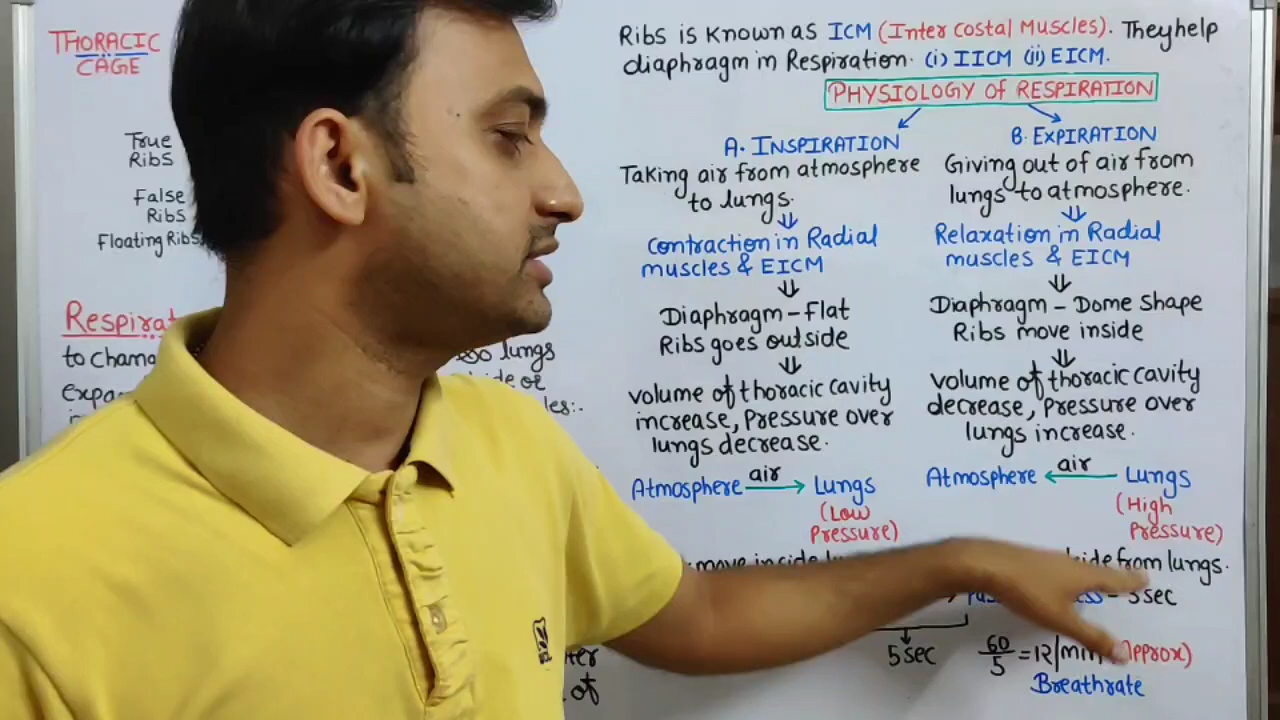 THORACIC
CAGE
True
Ribs
False
Ribs
Floating Ribs
Respirat
to chang
lungs
expa
Ribs is known as ICM (Inter Costal Muscles). They help
diaphragm in Respiration. (i) IICM (ii) EICM.
PHYSIOLOGY of RESPIRATION
A. INSPIRATION
Taking air from atmosphere
to lungs.
⇓
Contraction in Radial
muscles & EICM
⇓
Diaphragm - Flat
Ribs goes outside
⇓
volume of thoracic cavity
increase, Pressure over
lungs decrease.
Atmosphere air → Lungs
(Low
Pressure)
move inside
B. EXPIRATION
Giving out of air from
lungs to atmosphere.
⇓
Relaxation in Radial
muscles & EICM
⇓
Diaphragm - Dome Shape
Ribs move inside
⇓
volume of thoracic cavity
decrease, Pressure over
lungs increase.
Atmosphere ← air Lungs
(High
Pressure)
from lungs.
3 sec
5 sec
60/5 = 12/min (Approx)
Breathrate
of